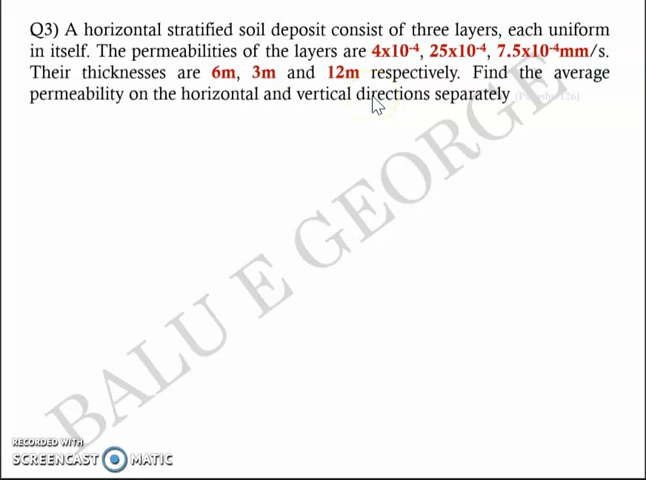 Q3) A horizontal stratified soil deposit consist of three layers, each uniform
in itself. The permeabilities of the layers are 4x10⁻⁴, 25x10⁻⁴, 7.5x10⁻⁴mm/s.
Their thicknesses are 6m, 3m and 12m respectively. Find the average
permeability on the horizontal and vertical directions separately
BALU E GEORGE
RECORDED WITH
SCREENCAST MATIC